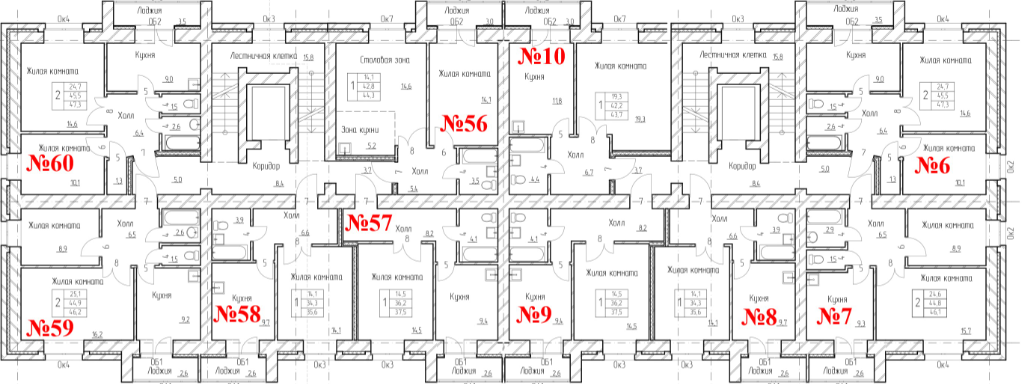 Лоджия Лоджия Лоджия Лоджия
Ок4 ОБ2 3,5 Ок3 Ок7 ОБ2 3,0 ОБ2 3,0 Ок7 Ок3 ОБ2 3,5 Ок4
Кухня Лестничная клетка 15,8 Столовая зона №10 Лестничная клетка 15,8 Кухня
Жилая комната 9,0 14,6 Жилая комната Кухня Жилая комната 9,0 Жилая комната
2 24,7 45,5 47,3
1 14,1 42,8 44,3
1 19,3 42,2 43,7
2 24,7 45,5 47,3
14,6 Холл 1,5 2,6 6,4
Зона кухни 5,2 14,1 №56 11,8 19,3
1,5 2,6 Холл 6,4 14,6
Жилая комната №60 10,1 1,3 5,0 Коридор 8,4
3,7 Холл 5,4 3,5 4,4 Холл 6,7 3,7
Коридор 8,4 5,0 1,3 Жилая комната №6 10,1
Ок2
Ок2
Жилая комната 8,9 Холл 6,5 2,6 1,5
3,9 Холл 6,6 №57 Холл 8,2 4,1
4,1 Холл 8,2 Холл 6,6 3,9
2,9 1,5 Холл 6,5 Жилая комната 8,9
Жилая комната Кухня Кухня Жилая комната Жилая комната Кухня Кухня Жилая комната Жилая комната Кухня Кухня Жилая комната
2 25,1 44,9 46,2
1 14,1 34,3 35,6
1 14,5 36,2 37,5
1 14,5 36,2 37,5
1 14,1 34,3 35,6
2 24,6 44,8 46,1
№59 №58 №9 №8 №7
16,2 9,2 9,7 14,1 14,5 9,4 9,4 14,5 14,1 9,7 9,3 15,7
Ок4 ОБ1 ОБ1 Ок3 Ок3 ОБ1 ОБ1 Ок3 Ок3 ОБ1 ОБ1 Ок4
Лоджия 2,6 Лоджия 2,6 Лоджия 2,6 Лоджия 2,6 Лоджия 2,6 Лоджия 2,6